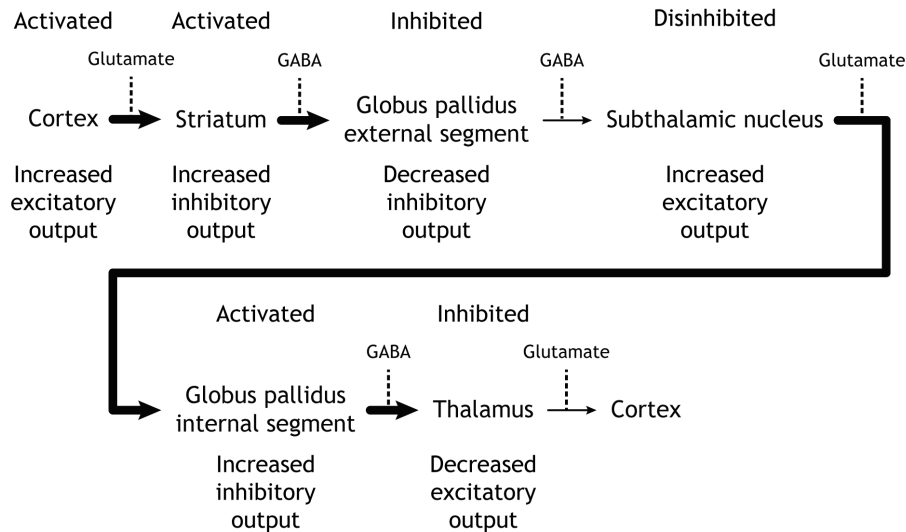 Activated
Activated
Inhibited
Disinhibited
Glutamate
GABA
GABA
Glutamate
Cortex
Striatum
Globus pallidus
external segment
Subthalamic nucleus
Increased
excitatory
output
Increased
inhibitory
output
Decreased
inhibitory
output
Increased
excitatory
output
Activated
Inhibited
GABA
Glutamate
Globus pallidus
internal segment
Thalamus
Cortex
Increased
inhibitory
output
Decreased
excitatory
output